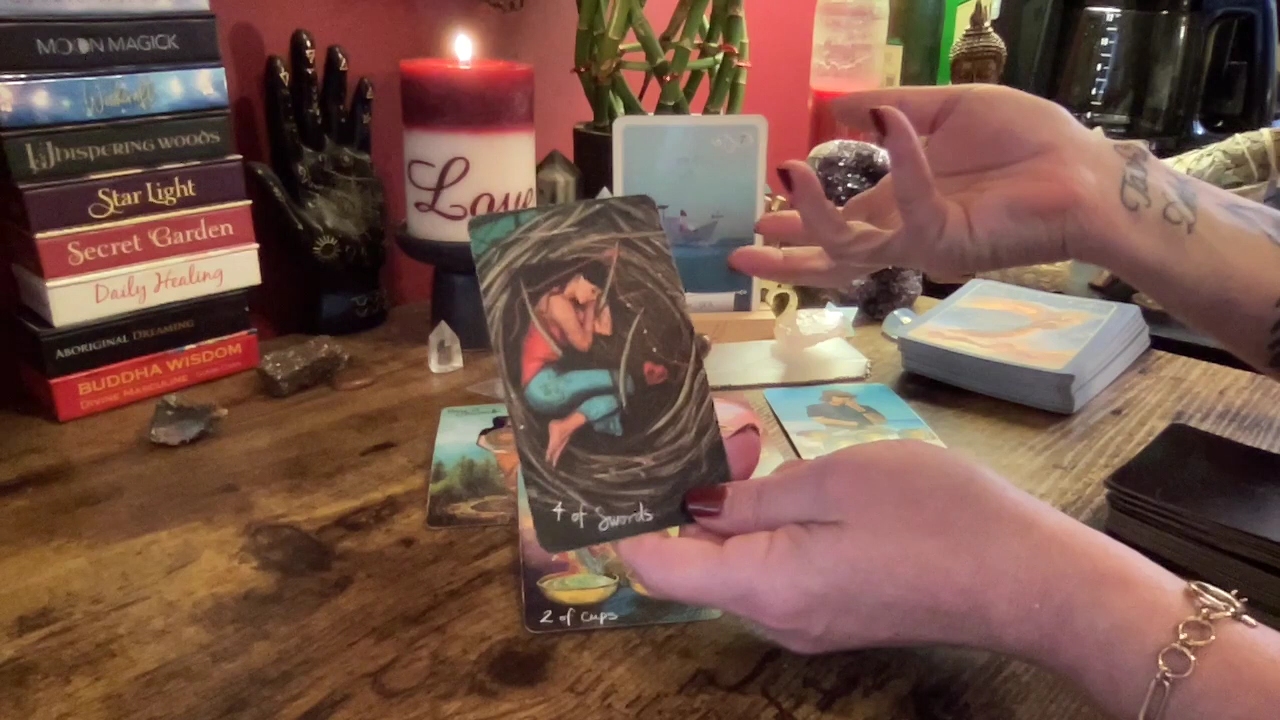 MOON MAGICK
Witchcraft
WHISPERING WOODS
Star Light
Secret Garden
Daily Healing
ABORIGINAL DREAMING
BUDDHA WISDOM
DIVINE MASCULINE
Love
4 of Swords
2 of cups